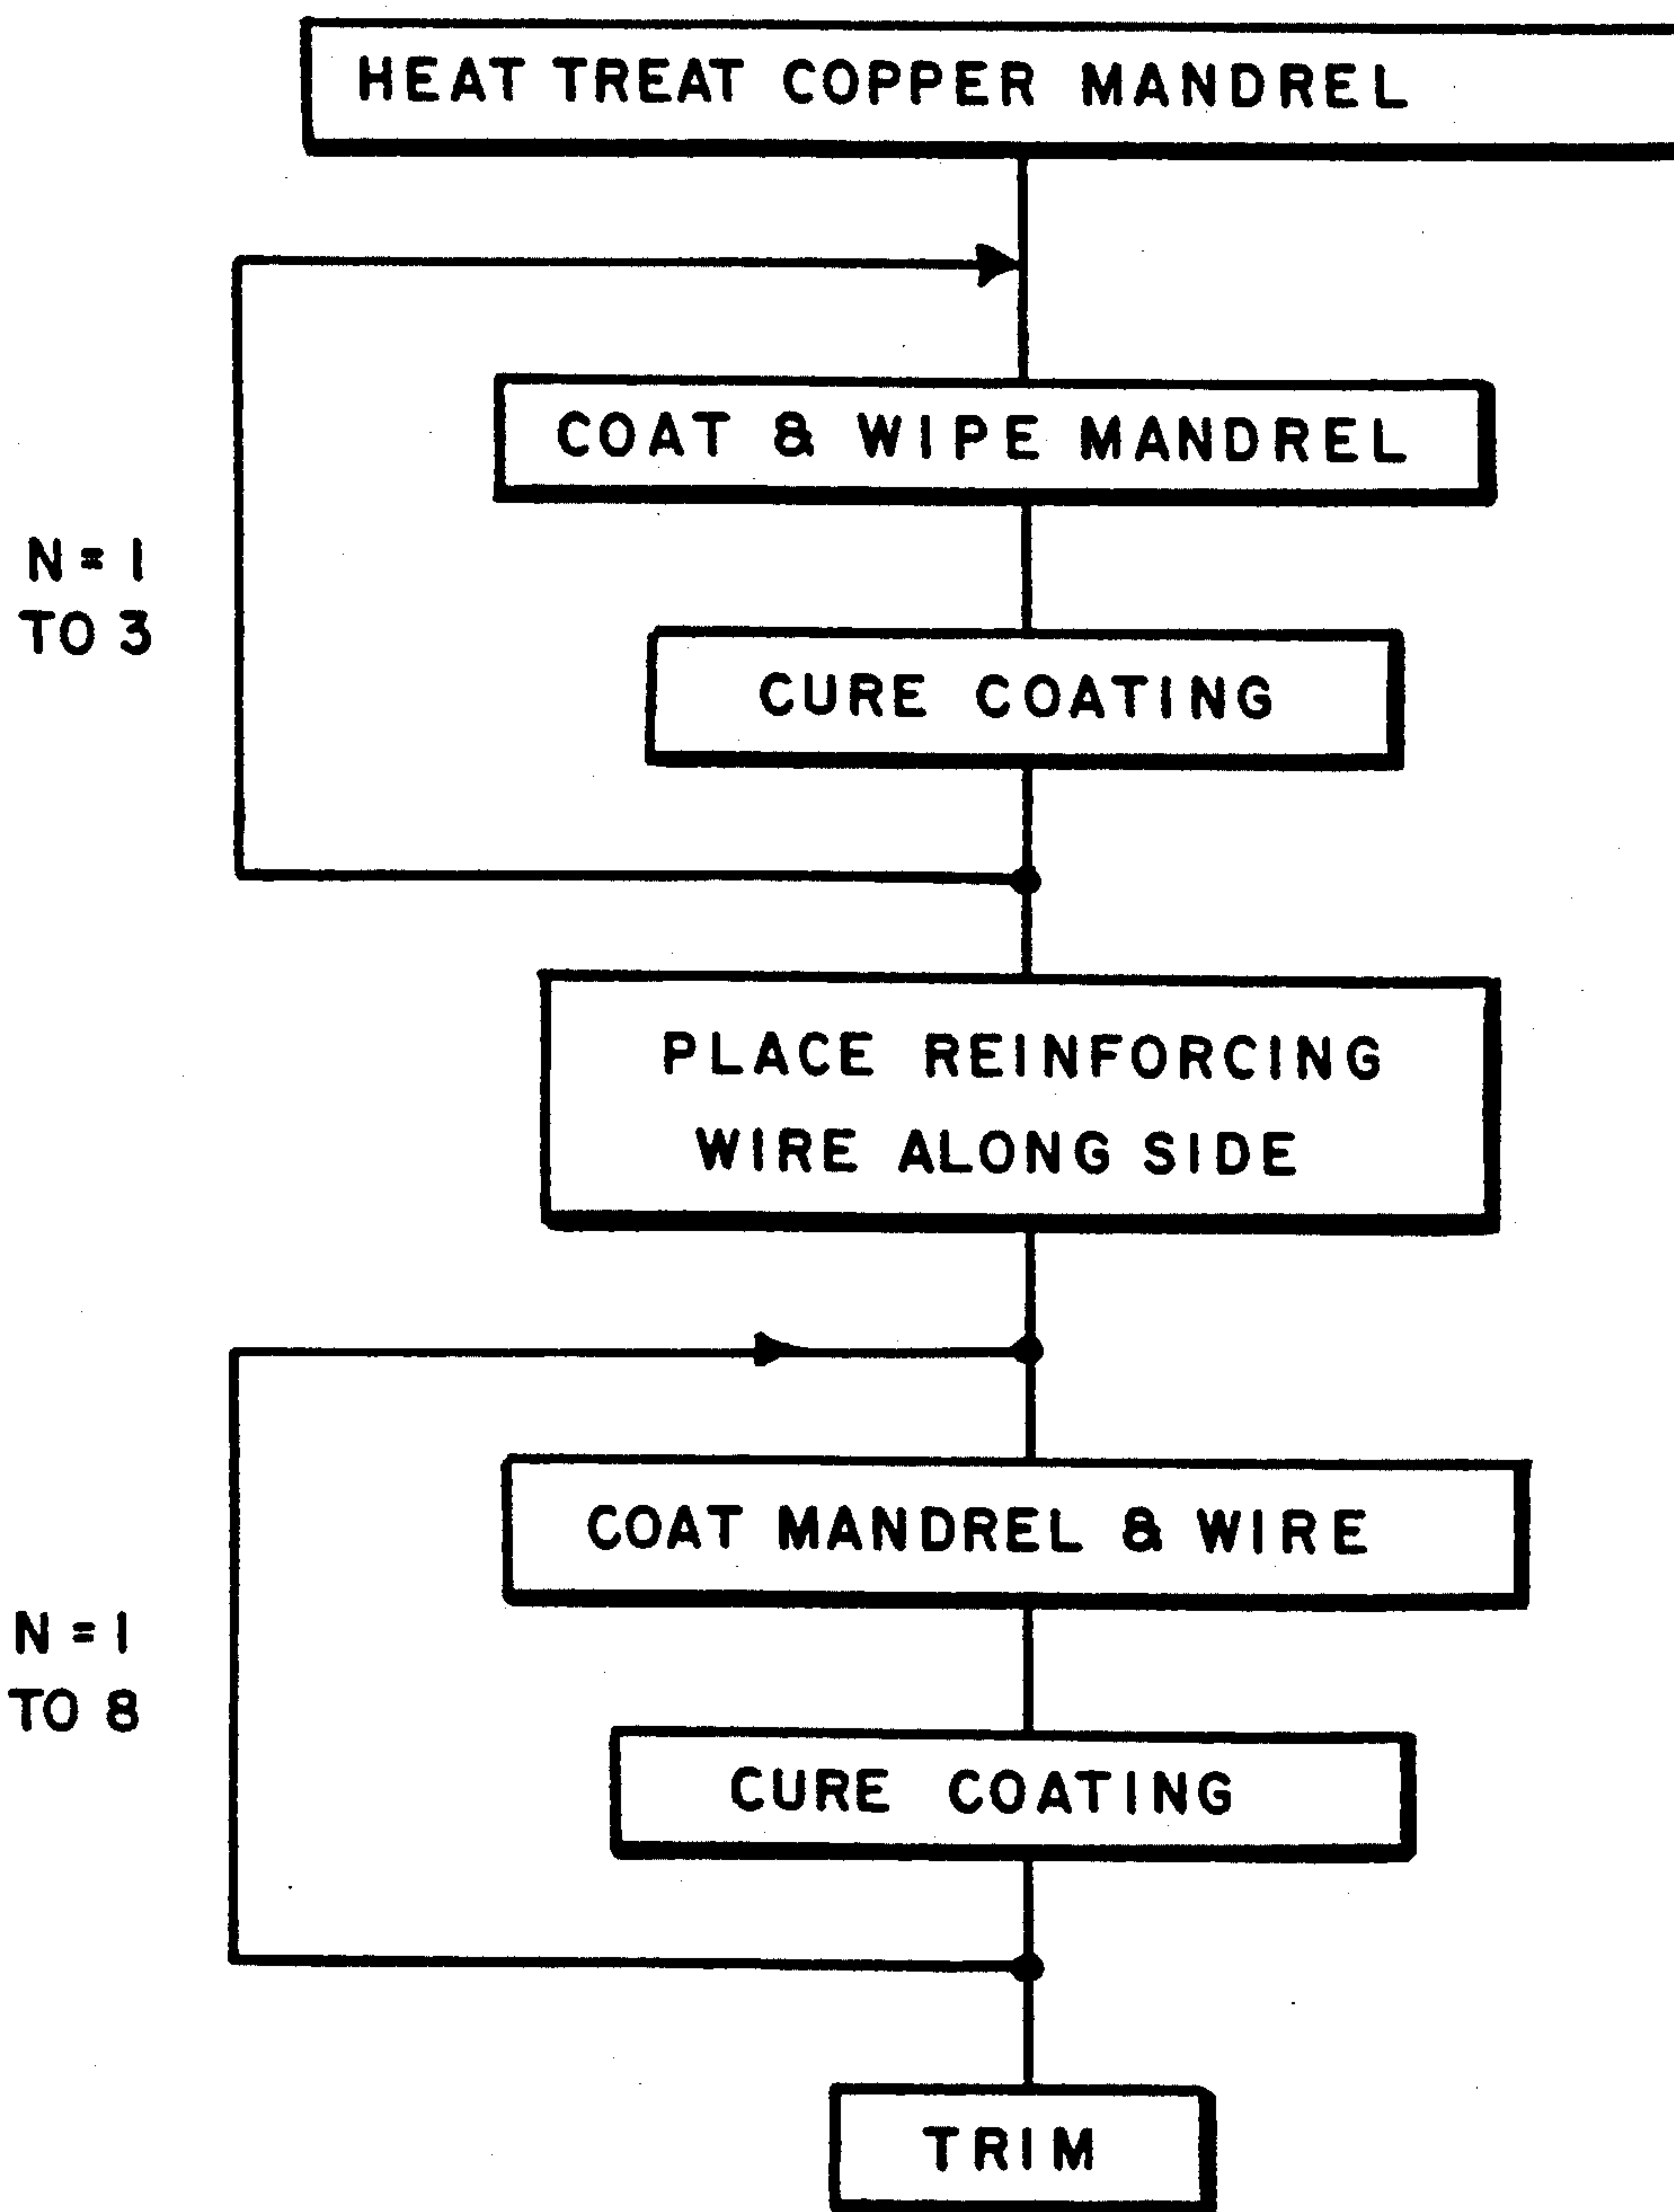 HEAT TREAT COPPER MANDREL
COAT & WIPE MANDREL
N=1
TO 3
CURE COATING
PLACE REINFORCING
WIRE ALONG SIDE
COAT MANDREL & WIRE
N=1
TO 8
CURE COATING
TRIM